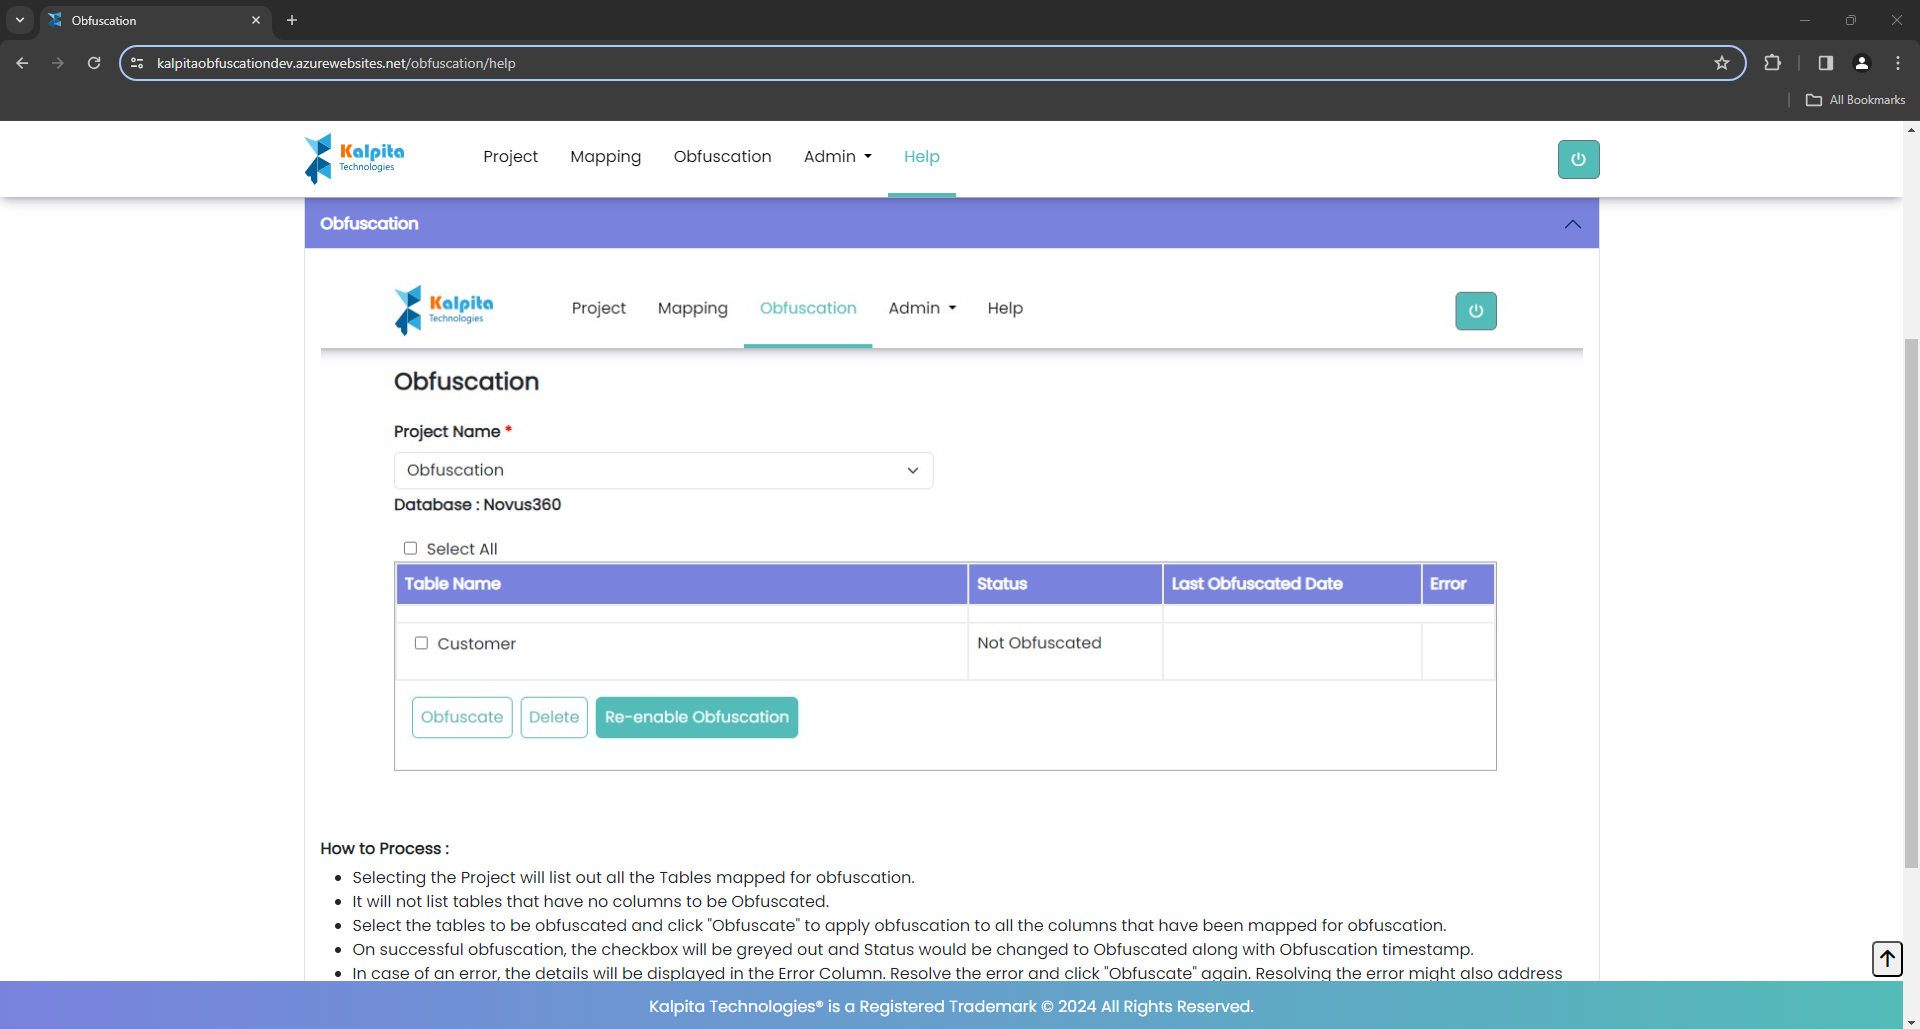 Obfuscation
kalpitaobfuscationdev.azurewebsites.net/obfuscation/help
All Bookmarks
Kalpita Technologies
Project Mapping Obfuscation Admin Help
Obfuscation
Kalpita Technologies
Project Mapping Obfuscation Admin Help
Obfuscation
Project Name *
Obfuscation
Database : Novus360
Select All
Table Name Status Last Obfuscated Date Error
Customer Not Obfuscated
Obfuscate Delete Re-enable Obfuscation
How to Process :
• Selecting the Project will list out all the Tables mapped for obfuscation.
• It will not list tables that have no columns to be Obfuscated.
• Select the tables to be obfuscated and click "Obfuscate" to apply obfuscation to all the columns that have been mapped for obfuscation.
• On successful obfuscation, the checkbox will be greyed out and Status would be changed to Obfuscated along with Obfuscation timestamp.
• In case of an error, the details will be displayed in the Error Column. Resolve the error and click "Obfuscate" again. Resolving the error might also address
Kalpita Technologies® is a Registered Trademark © 2024 All Rights Reserved.